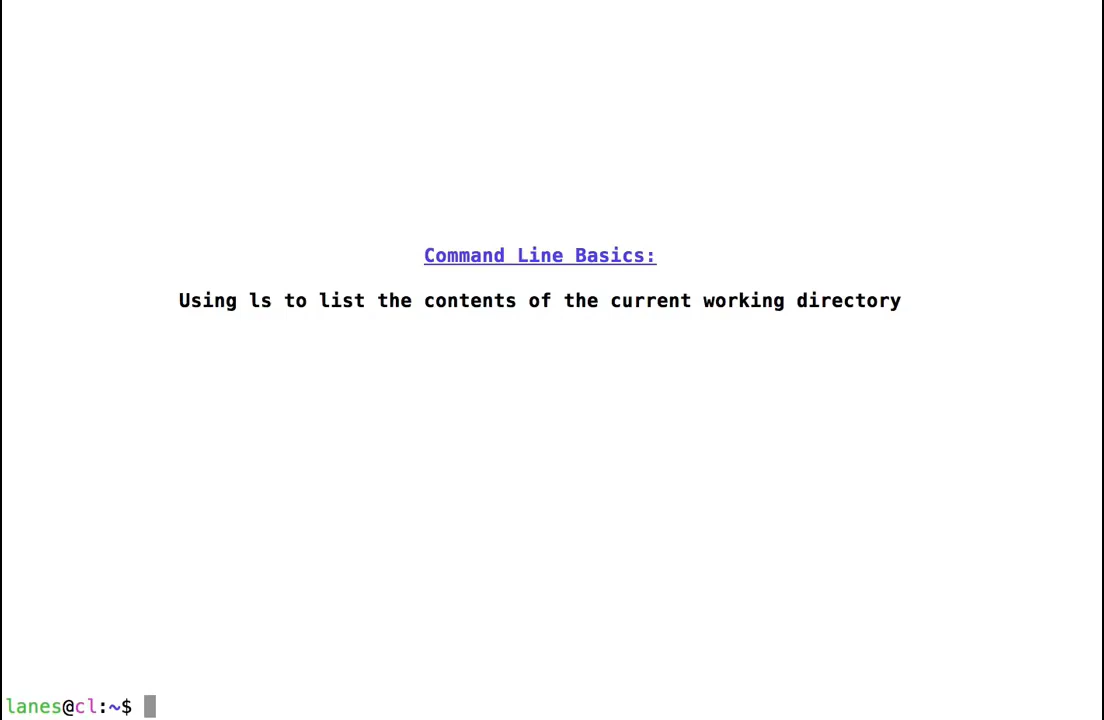 Command Line Basics:
Using ls to list the contents of the current working directory
lanes@cl:~$